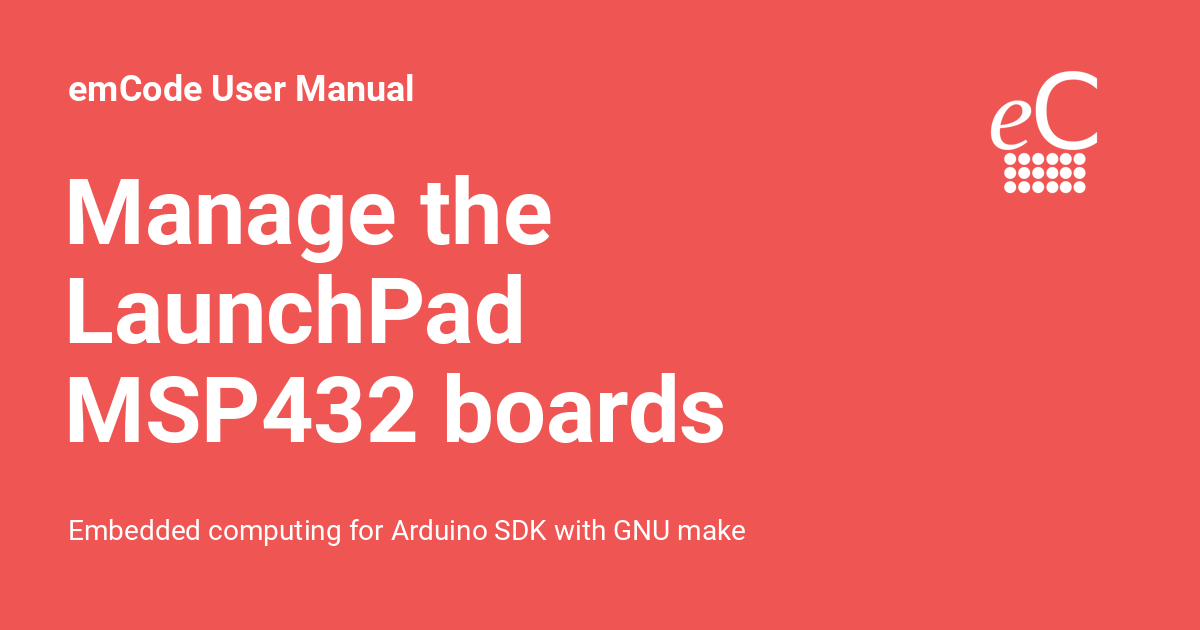 emCode User Manual
eC
Manage the
LaunchPad
MSP432 boards
Embedded computing for Arduino SDK with GNU make